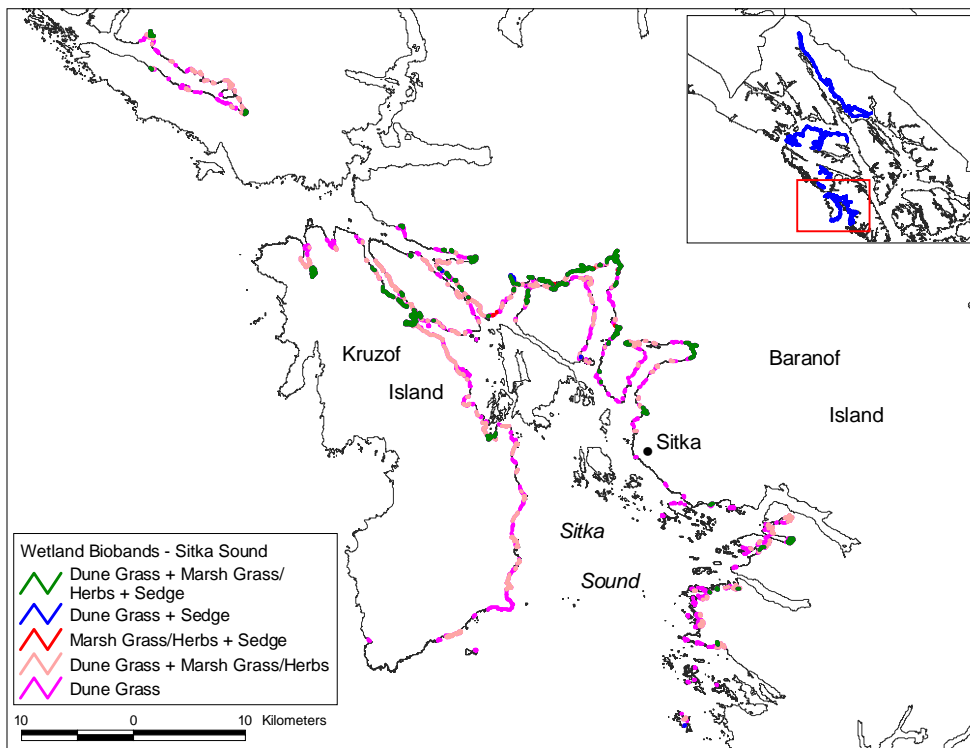 Kruzof
Island
Baranof
Island
Sitka
Sitka
Sound
Wetland Biobands - Sitka Sound
Dune Grass + Marsh Grass/
Herbs + Sedge
Dune Grass + Sedge
Marsh Grass/Herbs + Sedge
Dune Grass + Marsh Grass/Herbs
Dune Grass
10 0 10 Kilometers